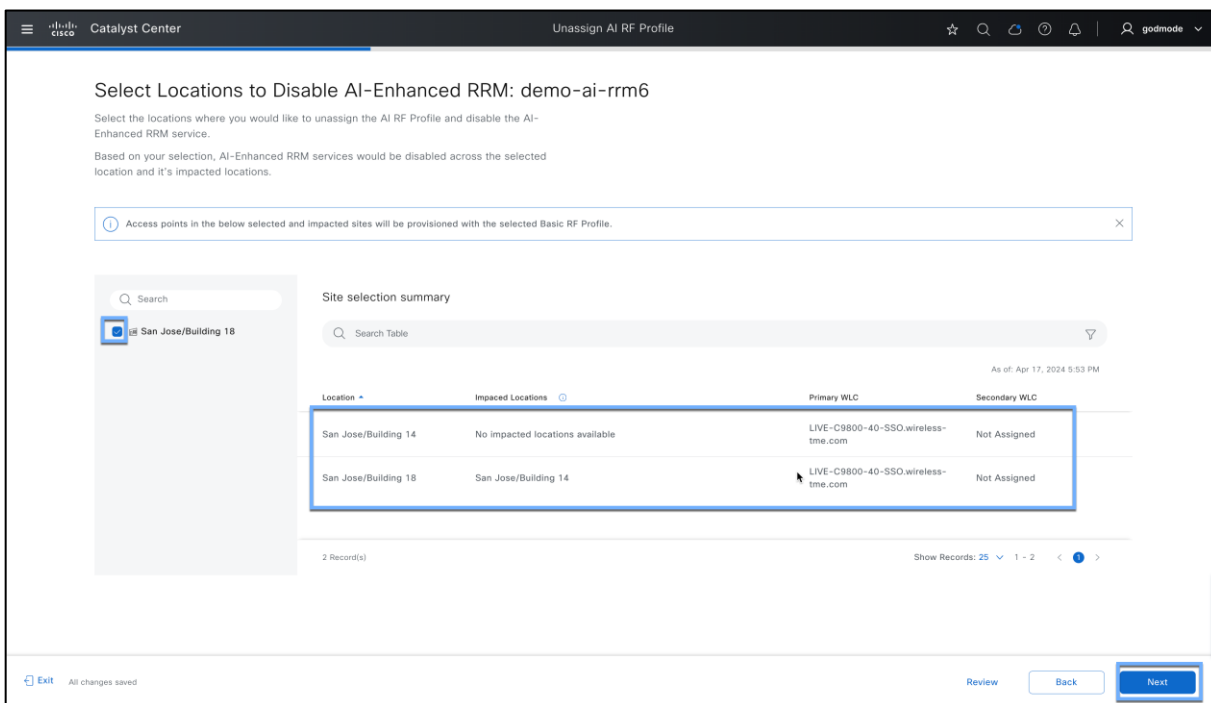 CISCO Catalyst Center
Unassign AI RF Profile
godmode
Select Locations to Disable AI-Enhanced RRM: demo-ai-rrm6
Select the locations where you would like to unassign the AI RF Profile and disable the AI-
Enhanced RRM service.
Based on your selection, AI-Enhanced RRM services would be disabled across the selected
location and it's impacted locations.
Access points in the below selected and impacted sites will be provisioned with the selected Basic RF Profile.
Search
San Jose/Building 18
Site selection summary
Search Table
As of: Apr 17, 2024 5:53 PM
Location Impaced Locations Primary WLC Secondary WLC
San Jose/Building 14 No impacted locations available LIVE-C9800-40-SSO.wireless-
tme.com Not Assigned
San Jose/Building 18 San Jose/Building 14 LIVE-C9800-40-SSO.wireless-
tme.com Not Assigned
2 Record(s) Show Records: 25 1 - 2 < 1 >
Exit All changes saved Review Back Next